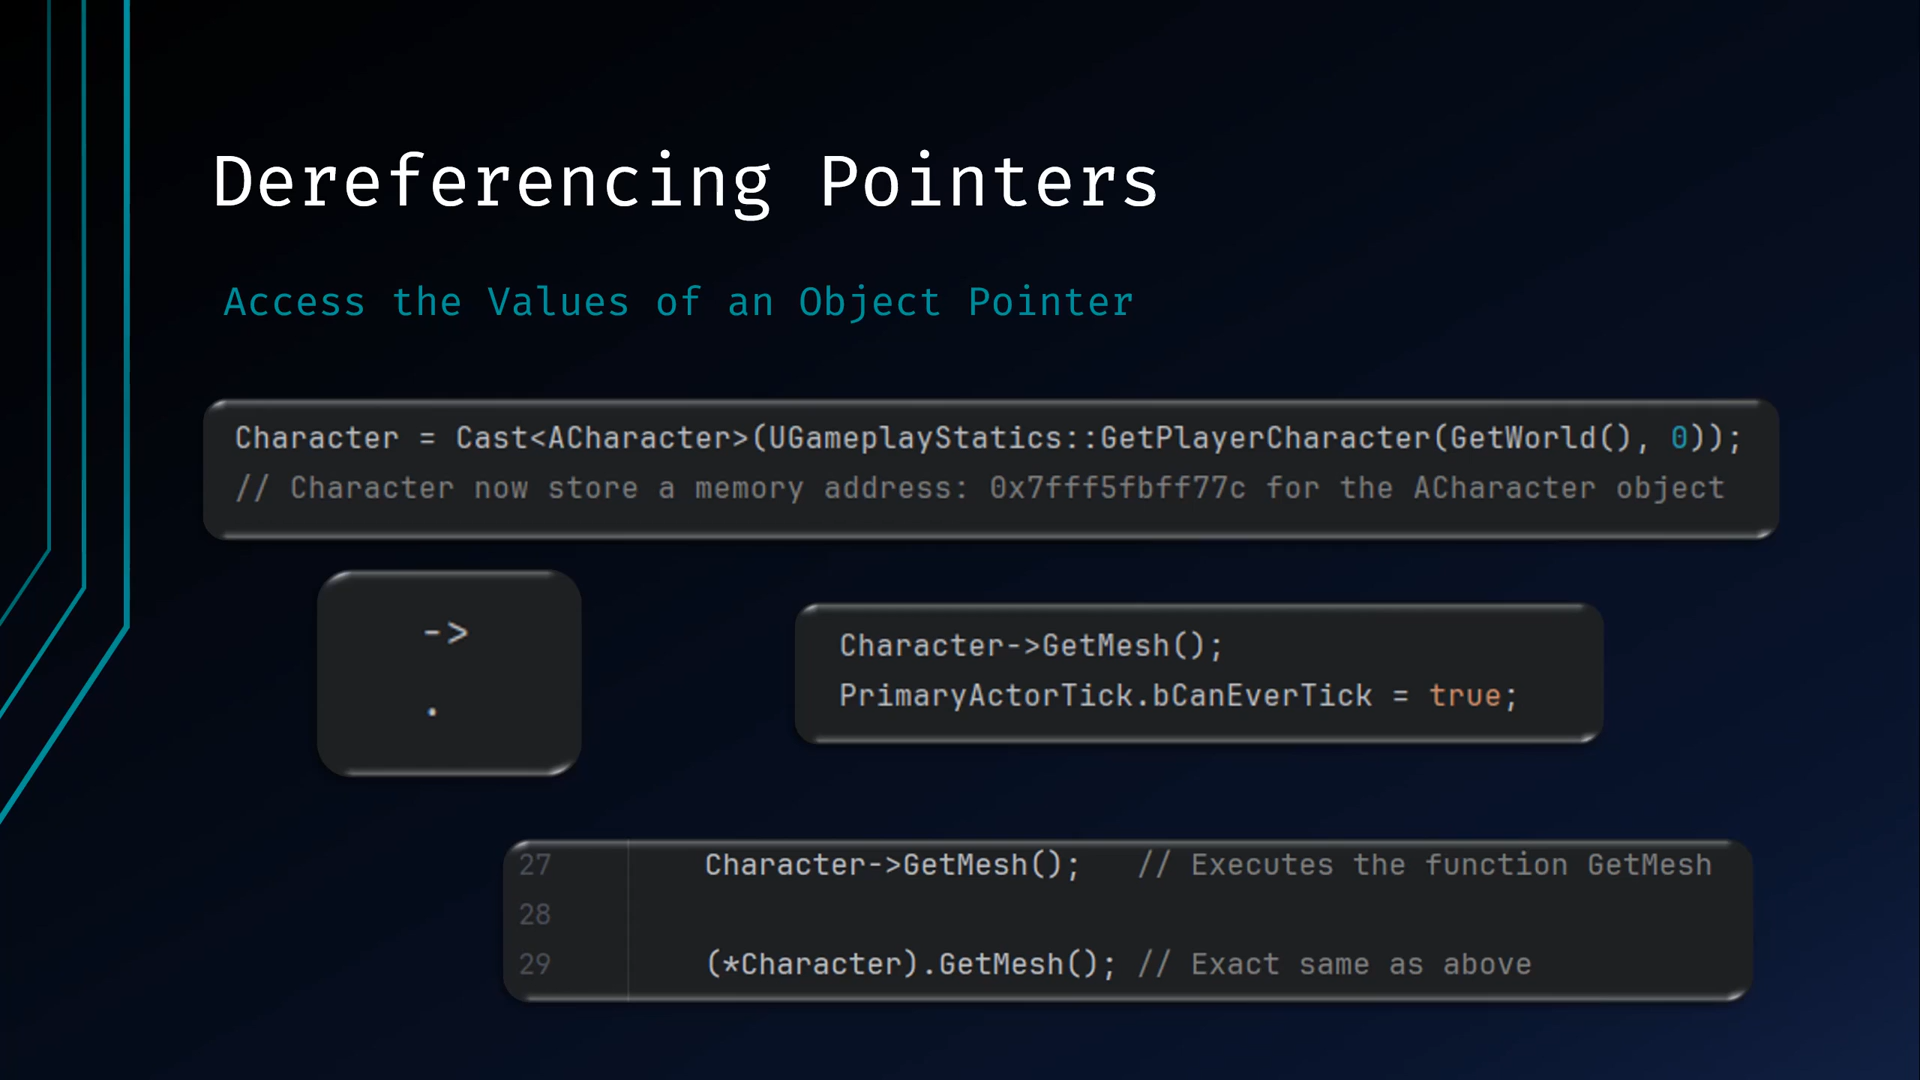 Dereferencing Pointers
Access the Values of an Object Pointer
Character = Cast<ACharacter>(UGameplayStatics::GetPlayerCharacter(GetWorld(), 0));
// Character now store a memory address: 0x7fff5fbff77c for the ACharacter object
->
.
Character->GetMesh();
PrimaryActorTick.bCanEverTick = true;
27 Character->GetMesh(); // Executes the function GetMesh
28
29 (*Character).GetMesh(); // Exact same as above